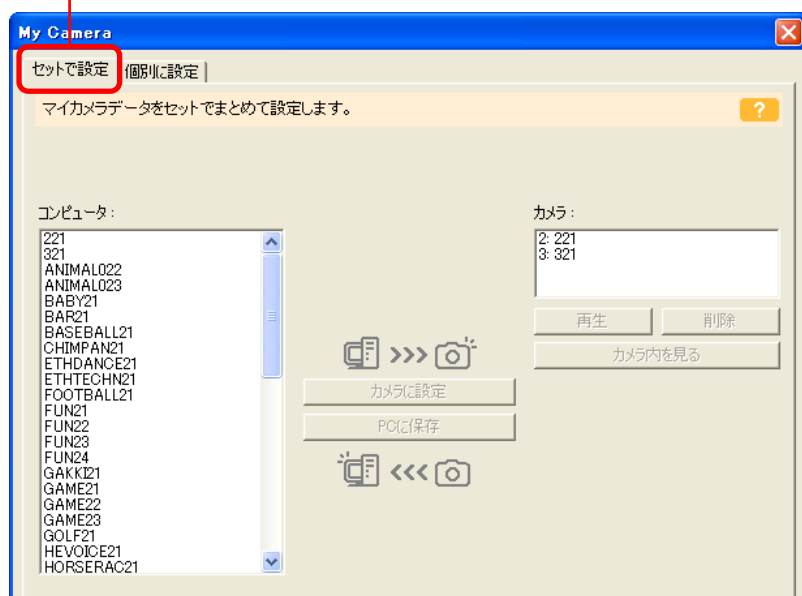 My Camera
セットで設定 個別に設定
マイカメラデータをセットでまとめて設定します。 ?
コンピュータ:
221
321
ANIMAL022
ANIMAL023
BABY21
BAR21
BASEBALL21
CHIMPAN21
ETHDANCE21
ETHTECHN21
FOOTBALL21
FUN21
FUN22
FUN23
FUN24
GAKKI21
GAME21
GAME22
GAME23
GOLF21
HEVOICE21
HORSERAC21
>>>
カメラに設定
PCに保存
<<<
カメラ:
2: 221
3: 321
再生 削除
カメラ内を見る